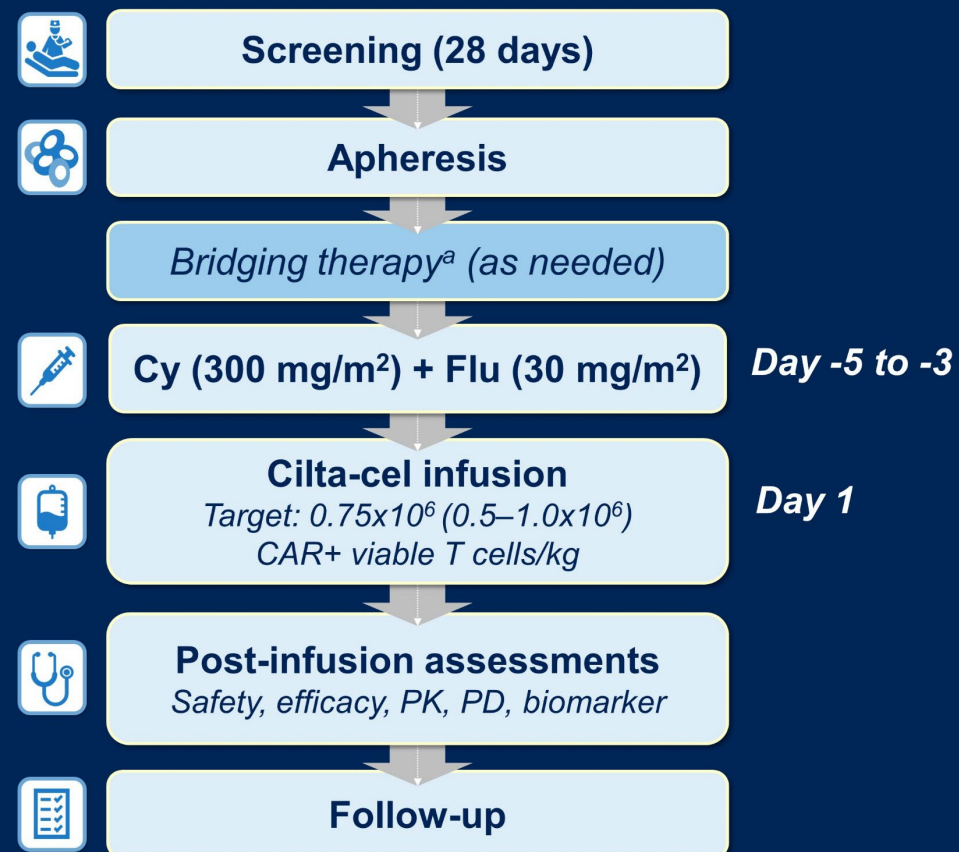 Screening (28 days)
Apheresis
Bridging therapyᵃ (as needed)
Cy (300 mg/m²) + Flu (30 mg/m²)
Day -5 to -3
Cilta-cel infusion
Target: 0.75x10⁶ (0.5–1.0x10⁶)
CAR+ viable T cells/kg
Day 1
Post-infusion assessments
Safety, efficacy, PK, PD, biomarker
Follow-up